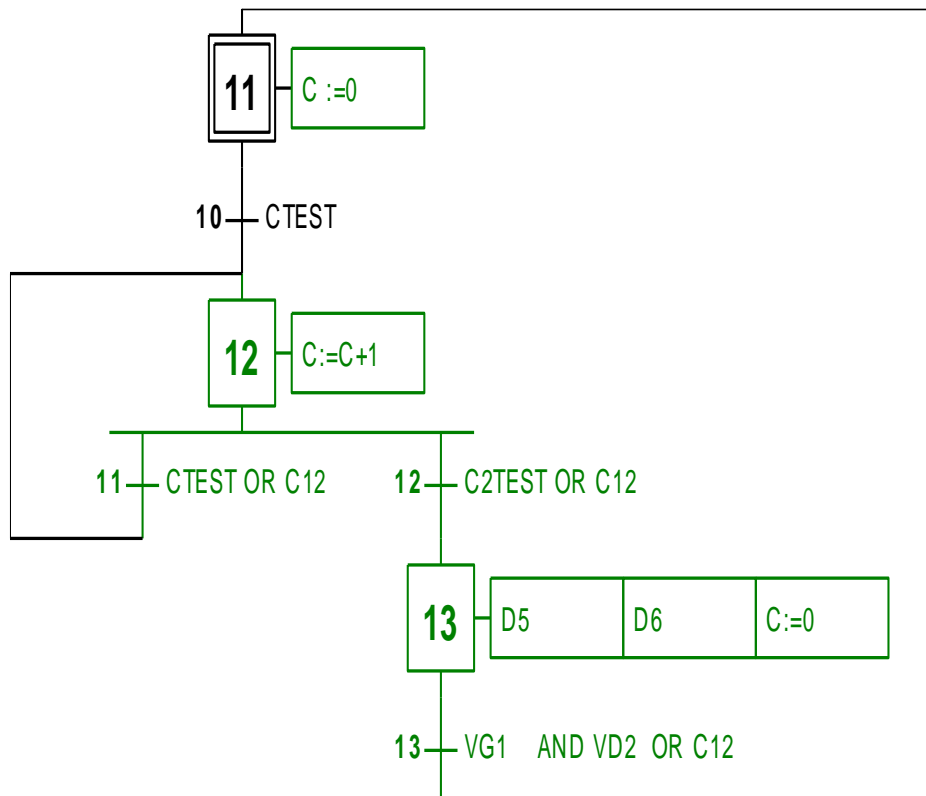 11 C :=0
10 CTEST
12 C:=C+1
11 CTEST OR C12 12 C2TEST OR C12
13 D5 D6 C:=0
13 VG1 AND VD2 OR C12